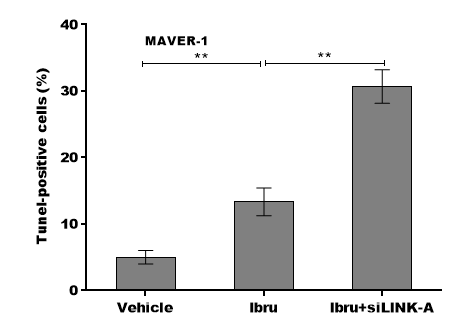 40
MAVER-1
** **
30
20
10
0
Tunel-positive cells (%)
Vehicle Ibru Ibru+siLINK-A